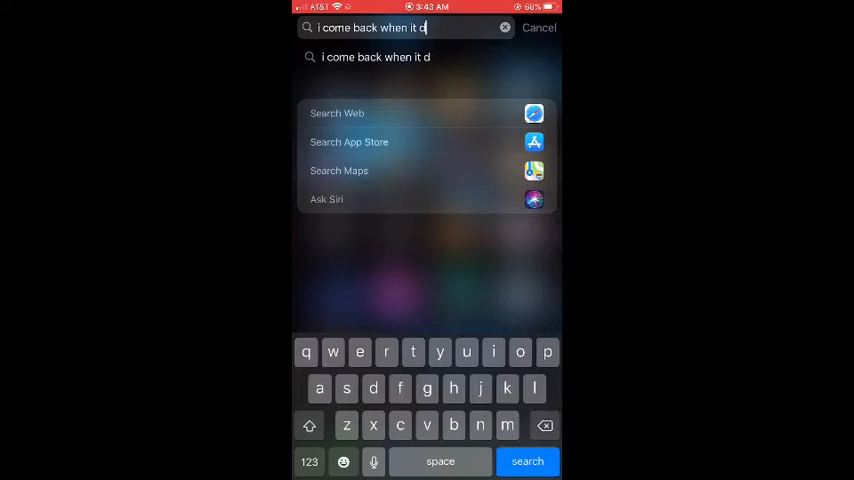 AT&T 3:43 AM 66%
i come back when it d Cancel
i come back when it d
Search Web
Search App Store
Search Maps
Ask Siri
q w e r t y u i o p
a s d f g h j k l
z x c v b n m
123 space search